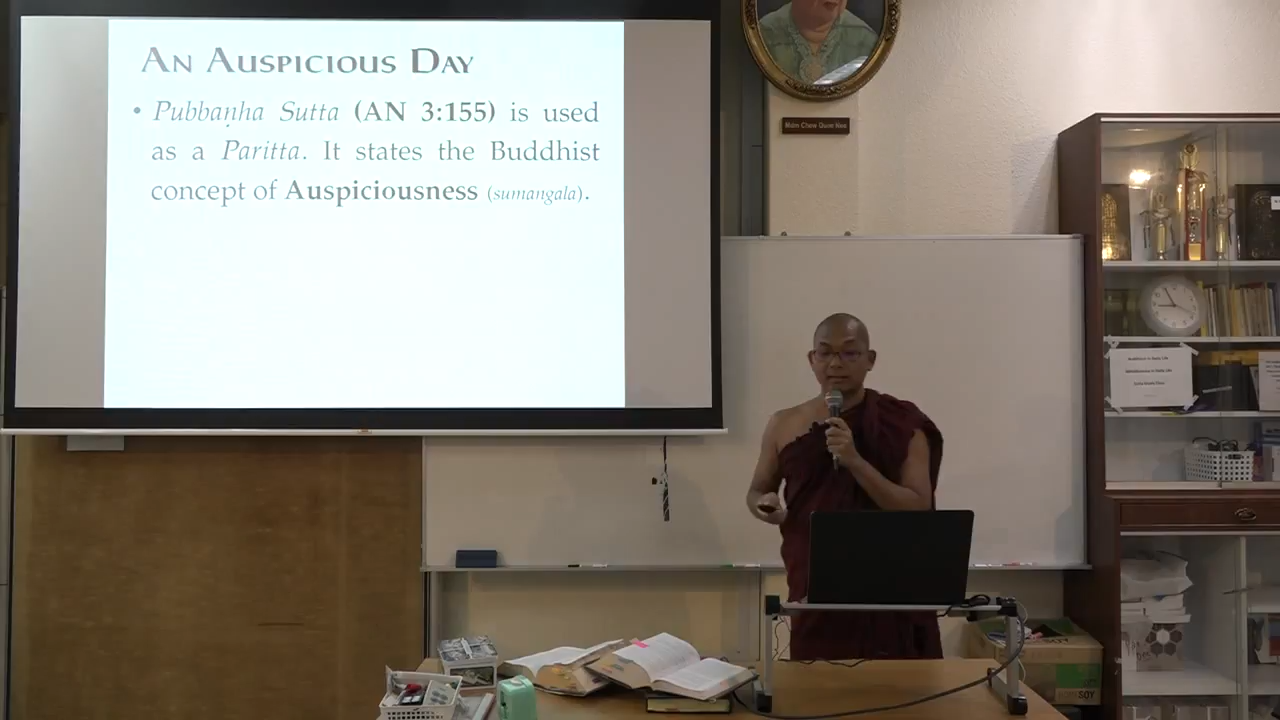 AN AUSPICIOUS DAY
• Pubbaṇha Sutta (AN 3:155) is used
as a Paritta. It states the Buddhist
concept of Auspiciousness (sumangala).